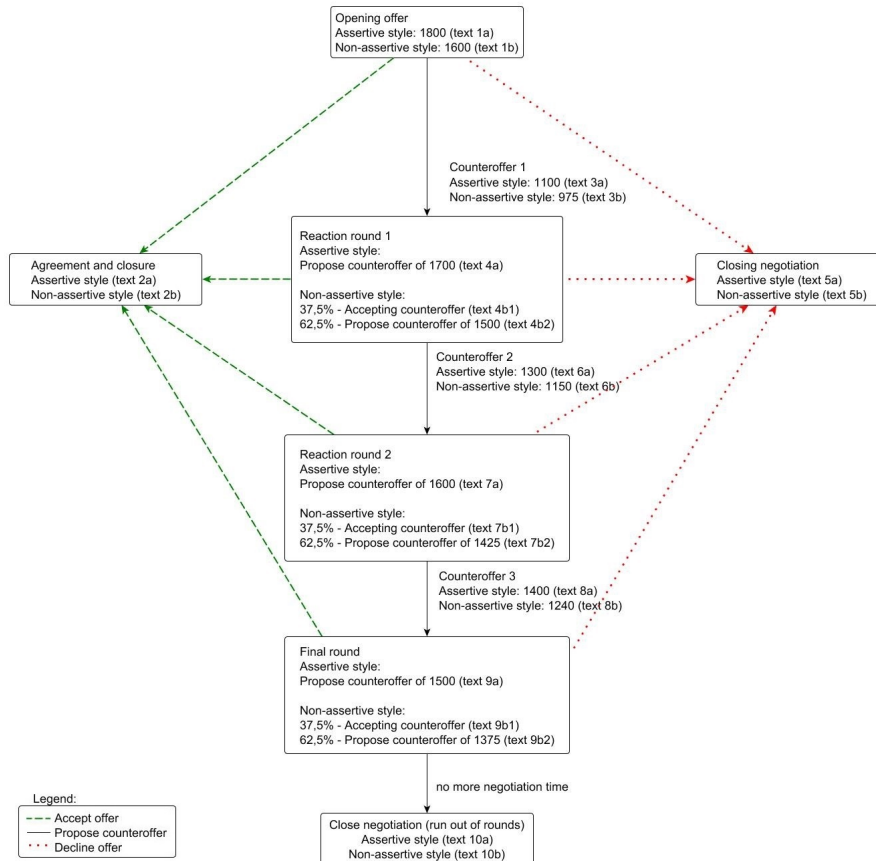 Opening offer
Assertive style: 1800 (text 1a)
Non-assertive style: 1600 (text 1b)
Counteroffer 1
Assertive style: 1100 (text 3a)
Non-assertive style: 975 (text 3b)
Reaction round 1
Assertive style:
Propose counteroffer of 1700 (text 4a)
Non-assertive style:
37,5% - Accepting counteroffer (text 4b1)
62,5% - Propose counteroffer of 1500 (text 4b2)
Agreement and closure
Assertive style (text 2a)
Non-assertive style (text 2b)
Closing negotiation
Assertive style (text 5a)
Non-assertive style (text 5b)
Counteroffer 2
Assertive style: 1300 (text 6a)
Non-assertive style: 1150 (text 6b)
Reaction round 2
Assertive style:
Propose counteroffer of 1600 (text 7a)
Non-assertive style:
37,5% - Accepting counteroffer (text 7b1)
62,5% - Propose counteroffer of 1425 (text 7b2)
Counteroffer 3
Assertive style: 1400 (text 8a)
Non-assertive style: 1240 (text 8b)
Final round
Assertive style:
Propose counteroffer of 1500 (text 9a)
Non-assertive style:
37,5% - Accepting counteroffer (text 9b1)
62,5% - Propose counteroffer of 1375 (text 9b2)
no more negotiation time
Close negotiation (run out of rounds)
Assertive style (text 10a)
Non-assertive style (text 10b)
Legend:
Accept offer
Propose counteroffer
Decline offer